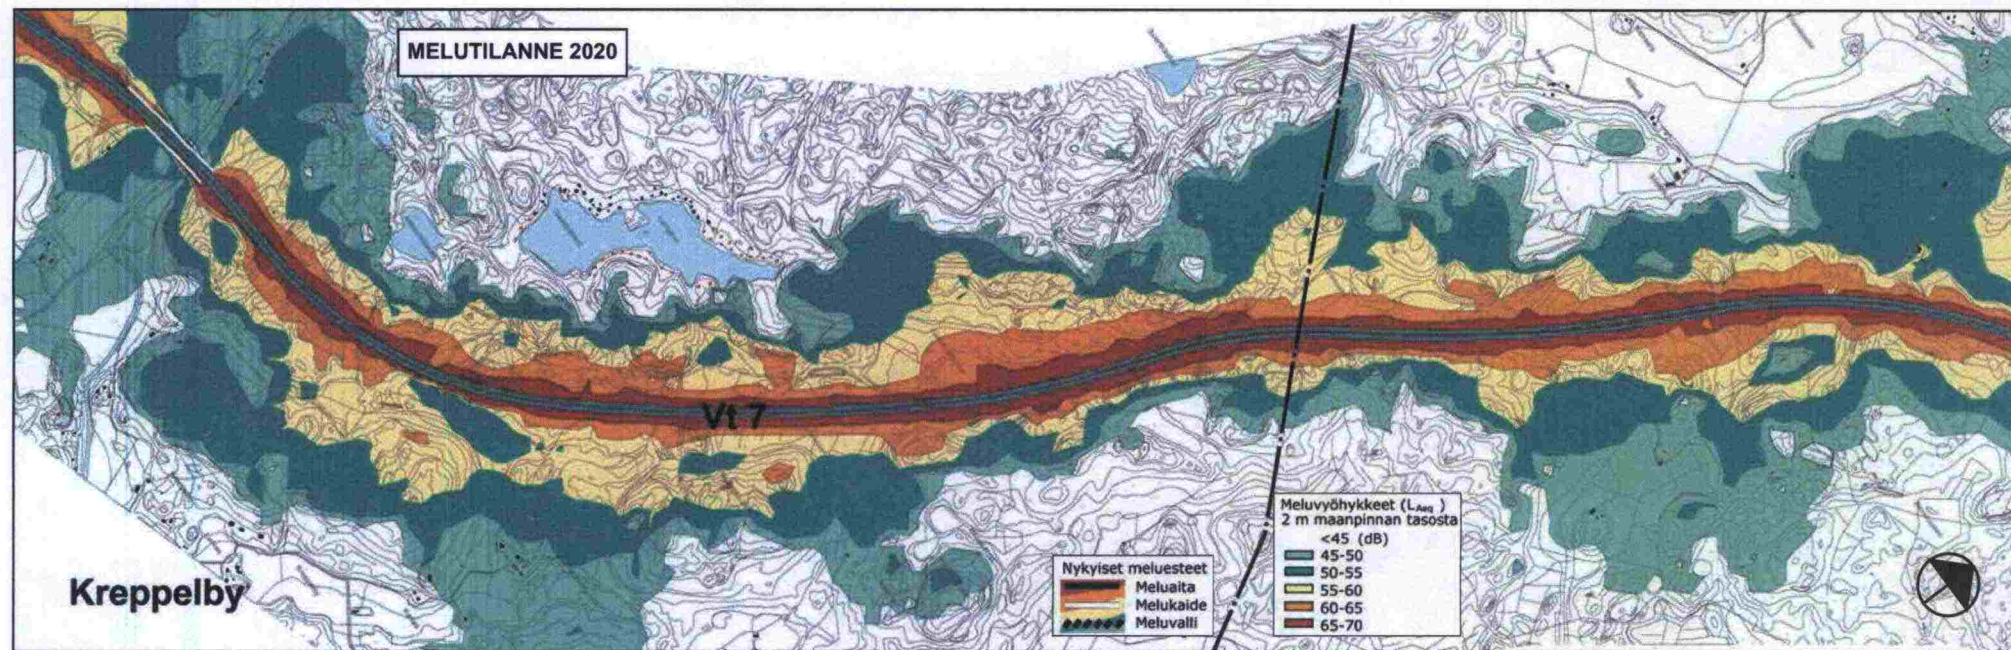 MELUTILANNE 2020
Vt 7
Kreppelby
Nykyiset meluesteet
Meluaita
Melukaide
Meluvalli
Meluvyöhykkeet (LAeq )
2 m maanpinnan tasosta
<45 (dB)
45-50
50-55
55-60
60-65
65-70